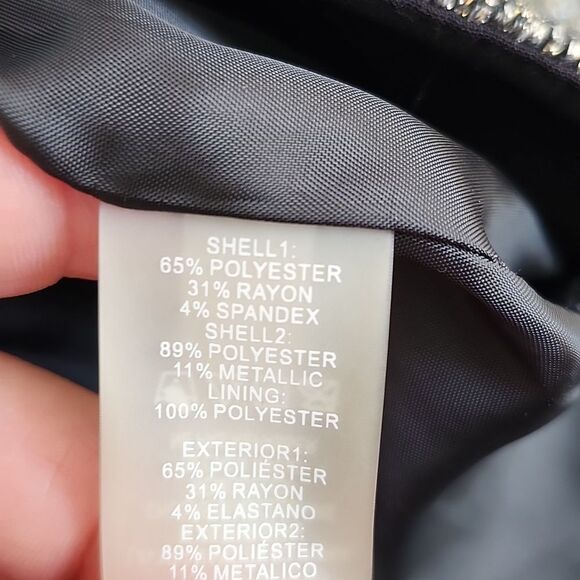 SHELL1:
65% POLYESTER
31% RAYON
4% SPANDEX
SHELL2:
89% POLYESTER
11% METALLIC
LINING:
100% POLYESTER
EXTERIOR1:
65% POLIÉSTER
31% RAYON
4% ELASTANO
EXTERIOR2:
89% POLIÉSTER
11% METALICO